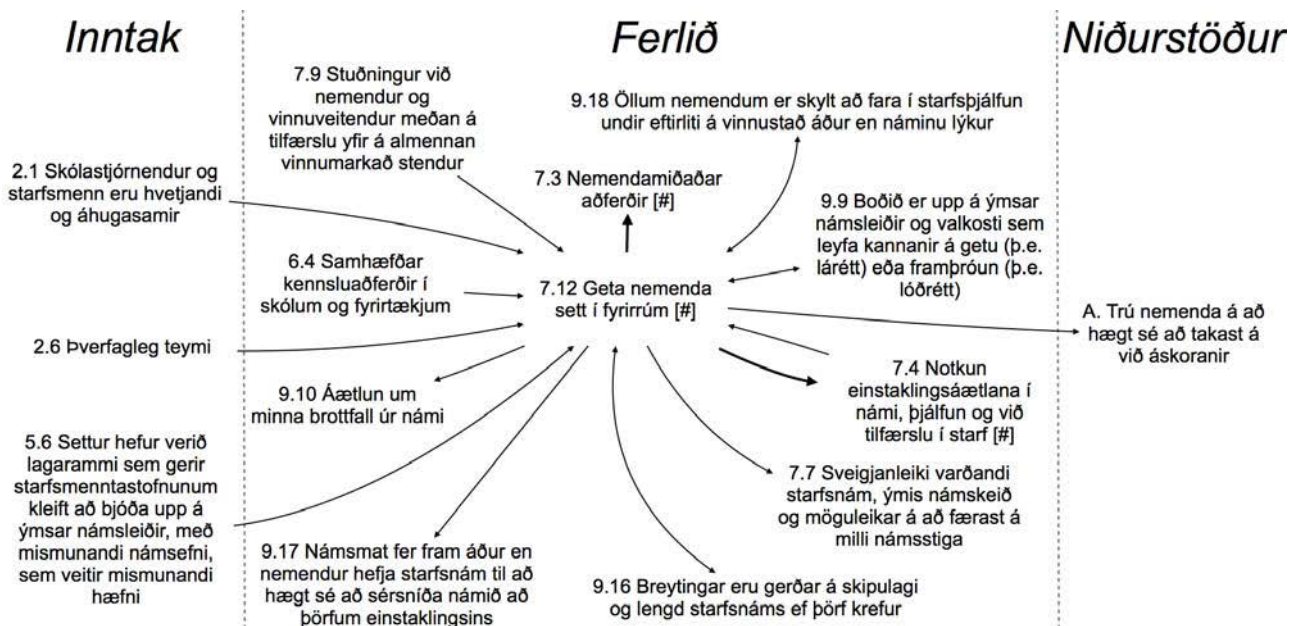 Inntak
Ferlið
Niðurstöður
2.1 Skólastjórnendur og
starfsmenn eru hvetjandi
og áhugasamir
2.6 Þverfagleg teymi
5.6 Settur hefur verið
lagarammi sem gerir
starfsmenntastofnunum
kleift að bjóða upp á
ýmsar námsleiðir, með
mismunandi námsefni,
sem veitir mismunandi
hæfni
7.9 Stuðningur við
nemendur og
vinnuveitendur meðan á
tilfærslu yfir á almennan
vinnumarkað stendur
6.4 Samhæfðar
kennsluaðferðir í
skólum og fyrirtækjum
9.10 Áætlun um
minna brottfall úr námi
9.17 Námsmat fer fram áður en
nemendur hefja starfsnám til að
hægt sé að sérsníða námið að
þörfum einstaklingsins
7.3 Nemendamiðaðar
aðferðir [#]
7.12 Geta nemenda
sett í fyrirrúm [#]
9.18 Öllum nemendum er skylt að fara í starfsþjálfun
undir eftirliti á vinnustað áður en náminu lýkur
9.9 Boðið er upp á ýmsar
námsleiðir og valkosti sem
leyfa kannanir á getu (þ.e.
lárétt) eða framþróun (þ.e.
lóðrétt)
7.4 Notkun
einstaklingsáætlana í
námi, þjálfun og við
tilfærslu í starf [#]
7.7 Sveigjanleiki varðandi
starfsnám, ýmis námskeið
og möguleikar á að færast á
milli námsstiga
9.16 Breytingar eru gerðar á skipulagi
og lengd starfsnáms ef þörf krefur
A. Trú nemenda á að
hægt sé að takast á
við áskoranir